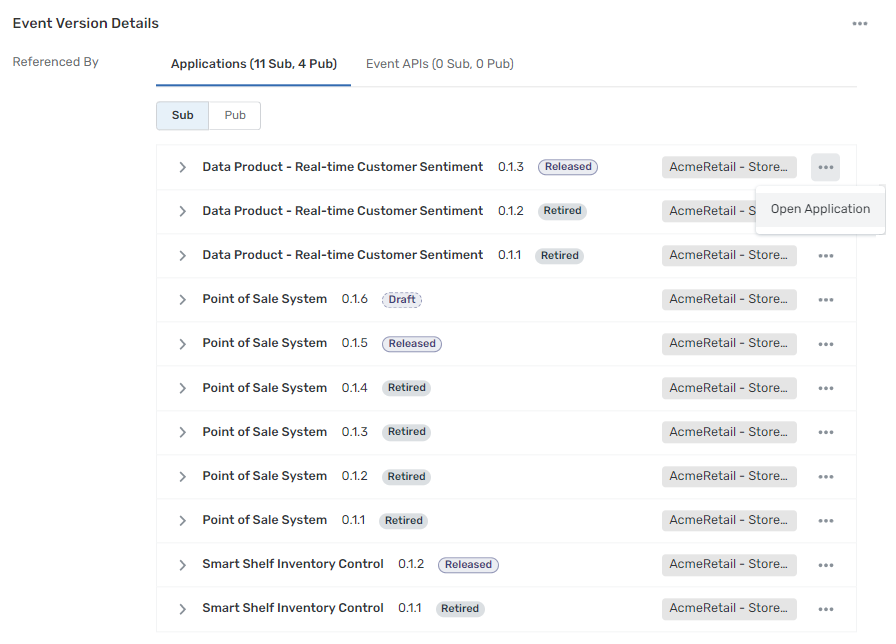 Event Version Details
Referenced By
Applications (11 Sub, 4 Pub) Event APIs (0 Sub, 0 Pub)
Sub Pub
Data Product - Real-time Customer Sentiment 0.1.3 Released AcmeRetail - Store...
Data Product - Real-time Customer Sentiment 0.1.2 Retired AcmeRetail - S
Open Application
Data Product - Real-time Customer Sentiment 0.1.1 Retired AcmeRetail - Store...
Point of Sale System 0.1.6 Draft AcmeRetail - Store...
Point of Sale System 0.1.5 Released AcmeRetail - Store...
Point of Sale System 0.1.4 Retired AcmeRetail - Store...
Point of Sale System 0.1.3 Retired AcmeRetail - Store...
Point of Sale System 0.1.2 Retired AcmeRetail - Store...
Point of Sale System 0.1.1 Retired AcmeRetail - Store...
Smart Shelf Inventory Control 0.1.2 Released AcmeRetail - Store...
Smart Shelf Inventory Control 0.1.1 Retired AcmeRetail - Store...